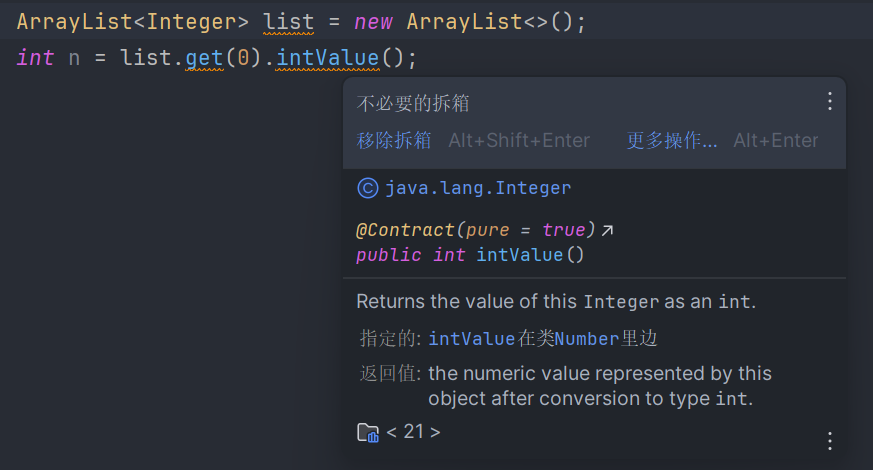 ArrayList<Integer> list = new ArrayList<>();
int n = list.get(0).intValue();
不必要的拆箱
移除拆箱 Alt+Shift+Enter 更多操作... Alt+Enter
java.lang.Integer
@Contract(pure = true)
public int intValue()
Returns the value of this Integer as an int.
指定的: intValue在类Number里边
返回值: the numeric value represented by this
object after conversion to type int.
< 21 >